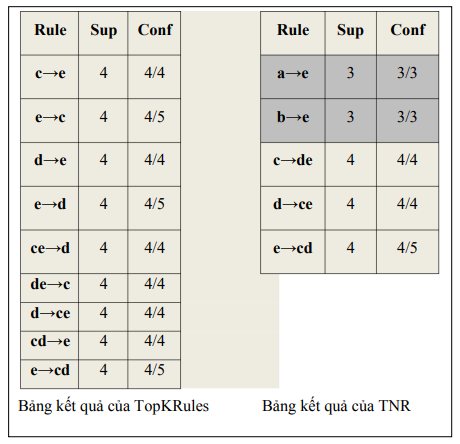 Rule Sup Conf
c→e 4 4/4
e→c 4 4/5
d→e 4 4/4
e→d 4 4/5
ce→d 4 4/4
de→c 4 4/4
d→ce 4 4/4
cd→e 4 4/4
e→cd 4 4/5
Bảng kết quả của TopKRules
Rule Sup Conf
a→e 3 3/3
b→e 3 3/3
c→de 4 4/4
d→ce 4 4/4
e→cd 4 4/5
Bảng kết quả của TNR